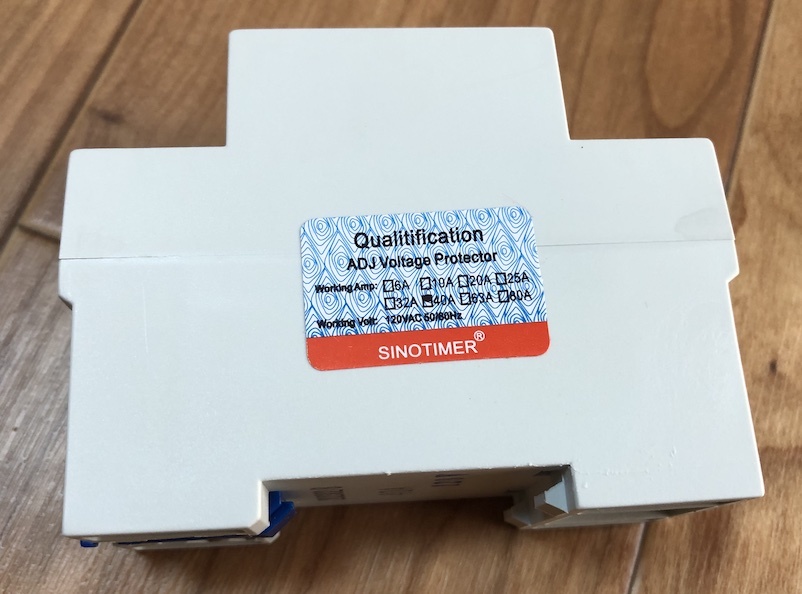 Qualitification
ADJ Voltage Protector
Working Amp: ☐6A ☐10A ☐20A ☐25A
☐32A ■40A ☐63A ☐80A
Working Volt: 120VAC 50/60Hz
SINOTIMER®